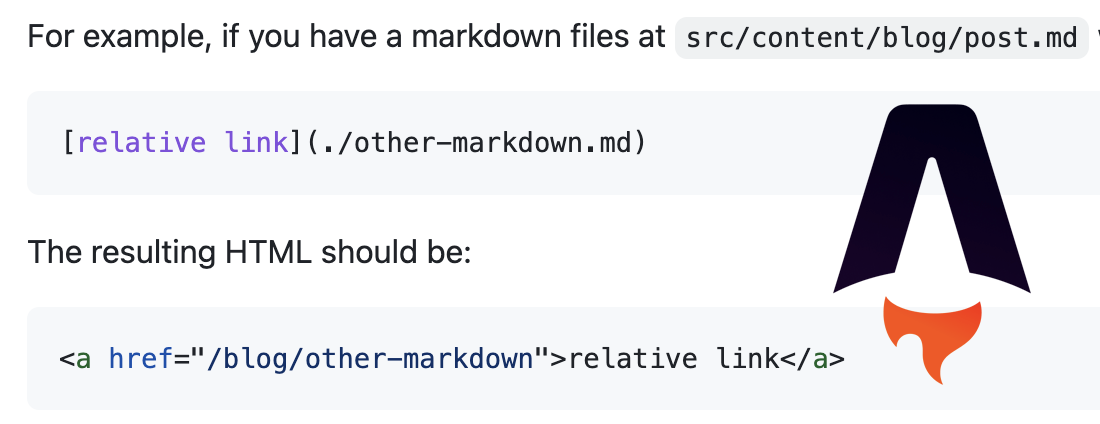 For example, if you have a markdown files at src/content/blog/post.md
[relative link](./other-markdown.md)
The resulting HTML should be:
<a href="/blog/other-markdown">relative link</a>